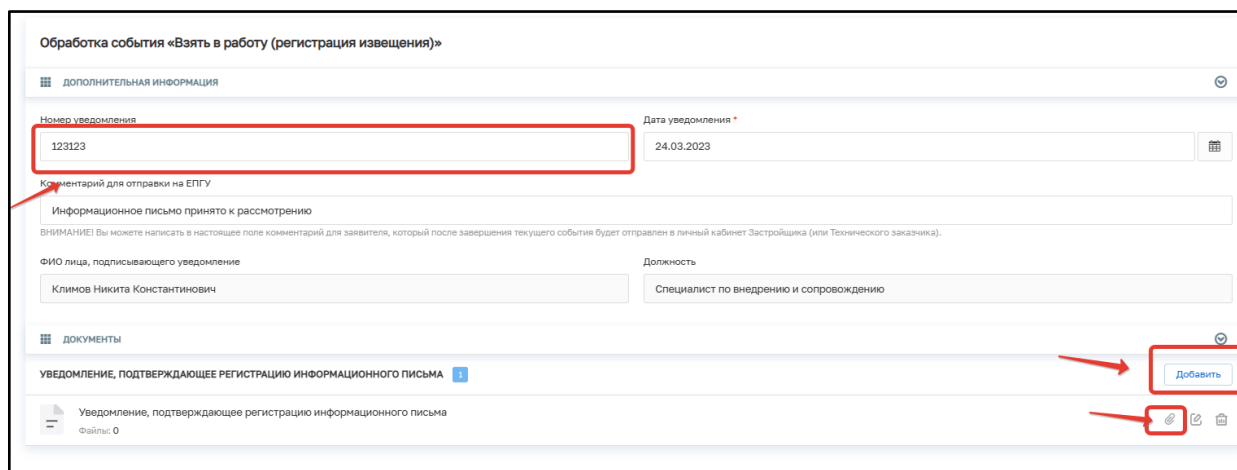 Обработка события «Взять в работу (регистрация извещения)»
ДОПОЛНИТЕЛЬНАЯ ИНФОРМАЦИЯ
Номер уведомления
Дата уведомления *
123123
24.03.2023
Комментарий для отправки на ЕПГУ
Информационное письмо принято к рассмотрению
ВНИМАНИЕ! Вы можете написать в настоящее поле комментарий для заявителя, который после завершения текущего события будет отправлен в личный кабинет Застройщика (или Технического заказчика).
ФИО лица, подписывающего уведомление
Должность
Климов Никита Константинович
Специалист по внедрению и сопровождению
ДОКУМЕНТЫ
УВЕДОМЛЕНИЕ, ПОДТВЕРЖДАЮЩЕЕ РЕГИСТРАЦИЮ ИНФОРМАЦИОННОГО ПИСЬМА 1
Добавить
Уведомление, подтверждающее регистрацию информационного письма
Файлы: 0